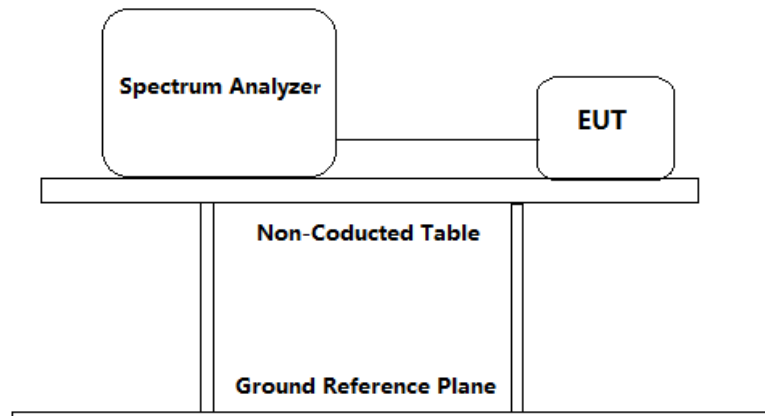 Spectrum Analyzer
EUT
Non-Coducted Table
Ground Reference Plane